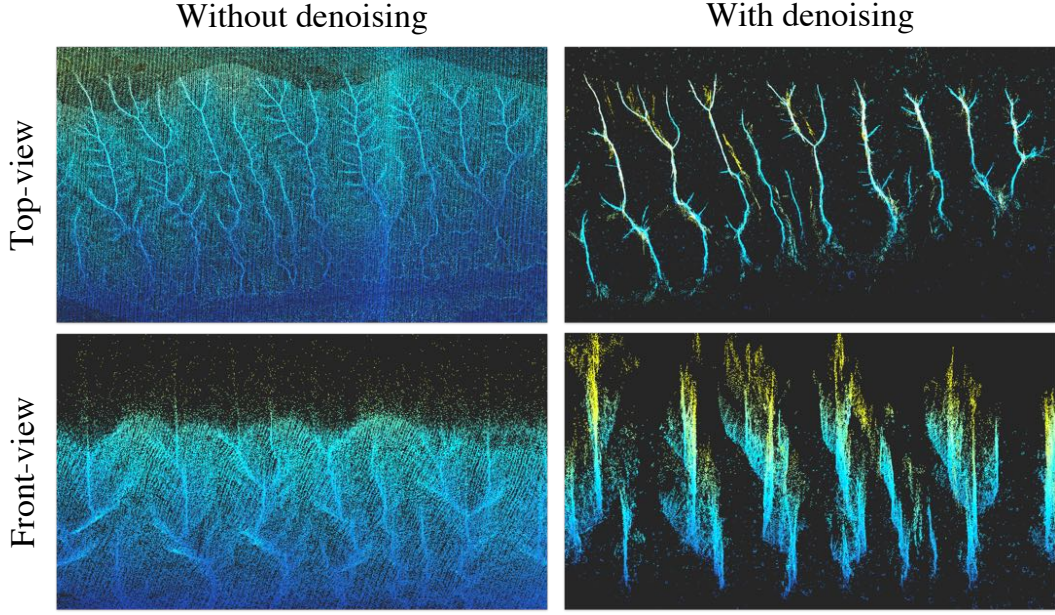 Without denoising
With denoising
Top-view
Front-view